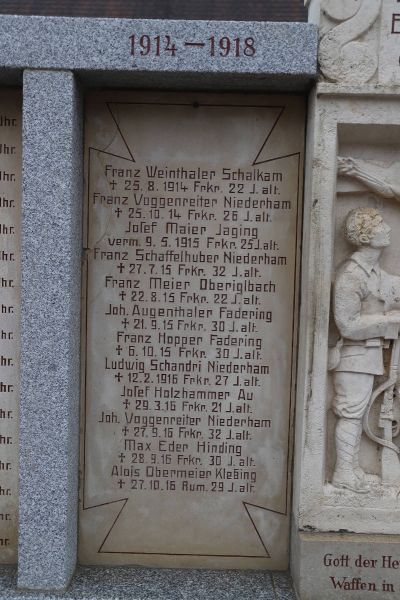 1914 – 1918
Franz Weinthaler Schalkam
† 25.8.1914 Frkr. 22 J. alt.
Franz Voggenreiter Niederham
† 25.10.14 Frkr. 26 J. alt.
Josef Maier Jaging
verm. 9.5.1915 Frkr. 25 J. alt.
Franz Schaffelhuber Niederham
† 27.7.15 Frkr. 32 J. alt.
Franz Meier Oberiglbach
† 22.8.15 Frkr. 22 J. alt.
Joh. Augenthaler Fadering
† 21.9.15 Frkr. 30 J. alt.
Franz Hopper Fadering
† 6.10.15 Frkr. 30 J. alt.
Ludwig Schandri Niederham
† 12.2.1916 Frkr. 27 J. alt.
Josef Holzhammer Au
† 29.3.16 Frkr. 21 J. alt.
Joh. Voggenreiter Niederham
† 27.9.16 Frkr. 32 J. alt.
Max Eder Hinding
† 28.9.16 Frkr. 30 J. alt.
Alois Obermeier Kleßing
† 27.10.16 Rum. 29 J. alt.
Gott der He
Waffen in